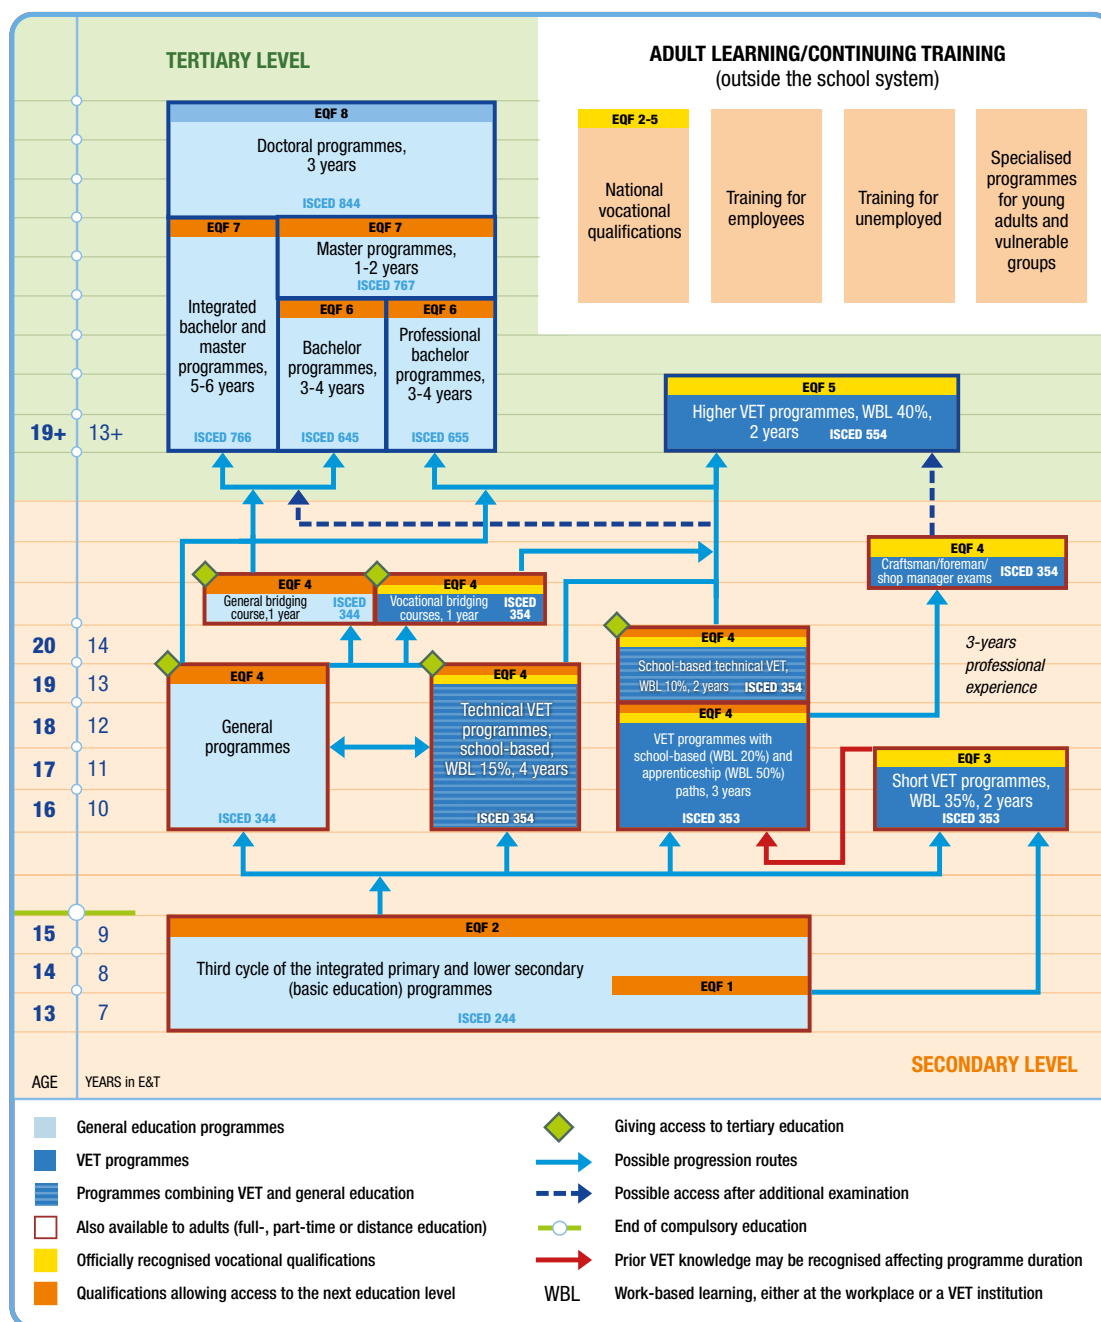 TERTIARY LEVEL
ADULT LEARNING/CONTINUING TRAINING
(outside the school system)
EQF 2-5
National
vocational
qualifications
Training for
employees
Training for
unemployed
Specialised
programmes
for young
adults and
vulnerable
groups
EQF 8
Doctoral programmes,
3 years
ISCED 844
EQF 7
Integrated
bachelor and
master
programmes,
5-6 years
ISCED 766
EQF 7
Master programmes,
1-2 years
ISCED 767
EQF 6
Bachelor
programmes,
3-4 years
ISCED 645
EQF 6
Professional
bachelor
programmes,
3-4 years
ISCED 655
EQF 5
Higher VET programmes, WBL 40%,
2 years ISCED 554
19+ 13+
EQF 4
Craftsman/foreman/
shop manager exams
ISCED 354
EQF 4
General bridging
course,1 year
ISCED
344
EQF 4
Vocational bridging
courses, 1 year
ISCED
354
EQF 4
School-based technical VET,
WBL 10%, 2 years ISCED 354
3-years
professional
experience
20 14
19 13
18 12
17 11
16 10
EQF 4
General
programmes
ISCED 344
EQF 4
Technical VET
programmes,
school-based,
WBL 15%, 4 years
ISCED 354
EQF 4
VET programmes with
school-based (WBL 20%) and
apprenticeship (WBL 50%)
paths, 3 years
ISCED 353
EQF 3
Short VET programmes,
WBL 35%, 2 years
ISCED 353
15 9
14 8
13 7
EQF 2
Third cycle of the integrated primary and lower secondary
(basic education) programmes
EQF 1
ISCED 244
SECONDARY LEVEL
AGE YEARS in E&T
General education programmes
VET programmes
Programmes combining VET and general education
Also available to adults (full-, part-time or distance education)
Officially recognised vocational qualifications
Qualifications allowing access to the next education level
Giving access to tertiary education
Possible progression routes
Possible access after additional examination
End of compulsory education
Prior VET knowledge may be recognised affecting programme duration
WBL Work-based learning, either at the workplace or a VET institution